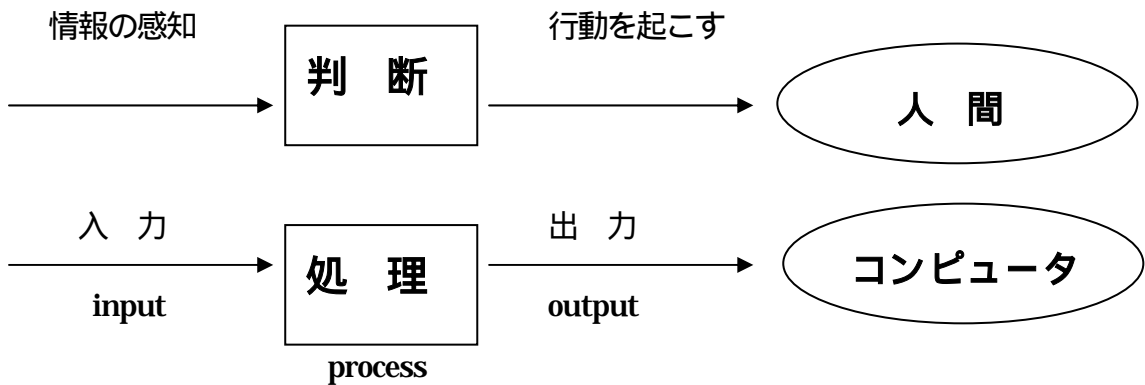 情報の感知
行動を起こす
判 断
人 間
入 力
出 力
処 理
コンピュータ
input
output
process